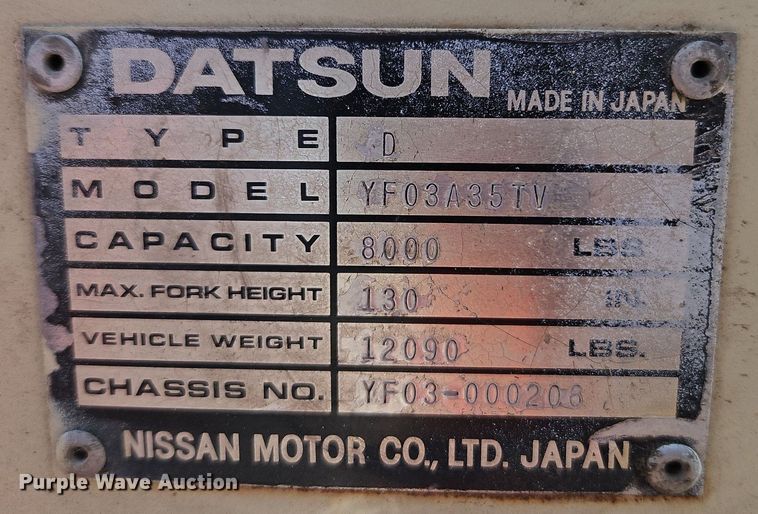 DATSUN
MADE IN JAPAN
TYPE D
MODEL YF03A35TV
CAPACITY 8000 LBS
MAX. FORK HEIGHT 130 IN.
VEHICLE WEIGHT 12090 LBS.
CHASSIS NO. YF03-000206
NISSAN MOTOR CO., LTD. JAPAN
Purple Wave Auction